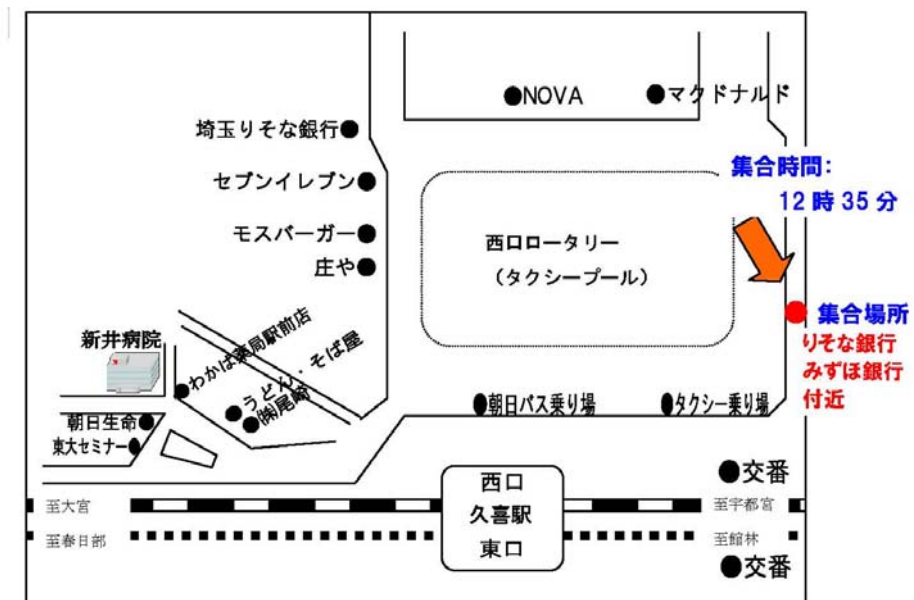 NOVA
マクドナルド
埼玉りそな銀行
集合時間:
12時35分
セブンイレブン
モスバーガー
庄や
西口ロータリー
(タクシープール)
集合場所
りそな銀行
みずほ銀行
付近
新井病院
わかば薬局駅前店
うどん・そば屋
㈱尾崎
朝日生命
東大セミナー
朝日バス乗り場
タクシー乗り場
交番
西口
久喜駅
東口
至大宮
至宇都宮
至春日部
至館林
交番